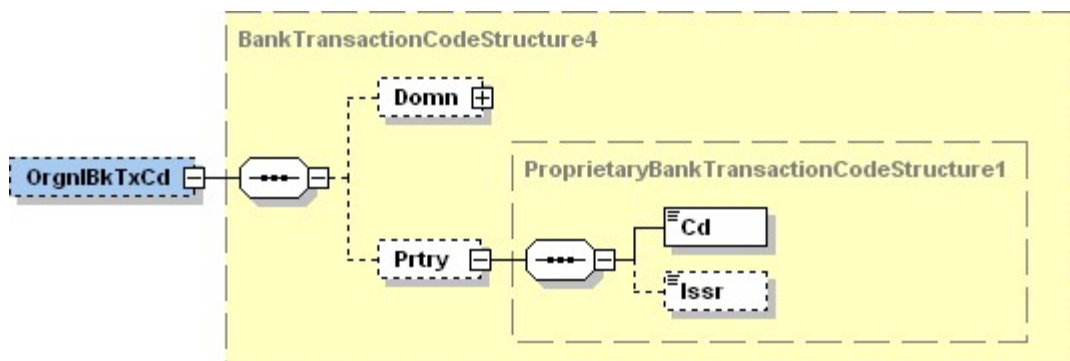 BankTransactionCodeStructure4
Domn
OrgnlBkTxCd
ProprietaryBankTransactionCodeStructure1
Cd
Prtry
Issr